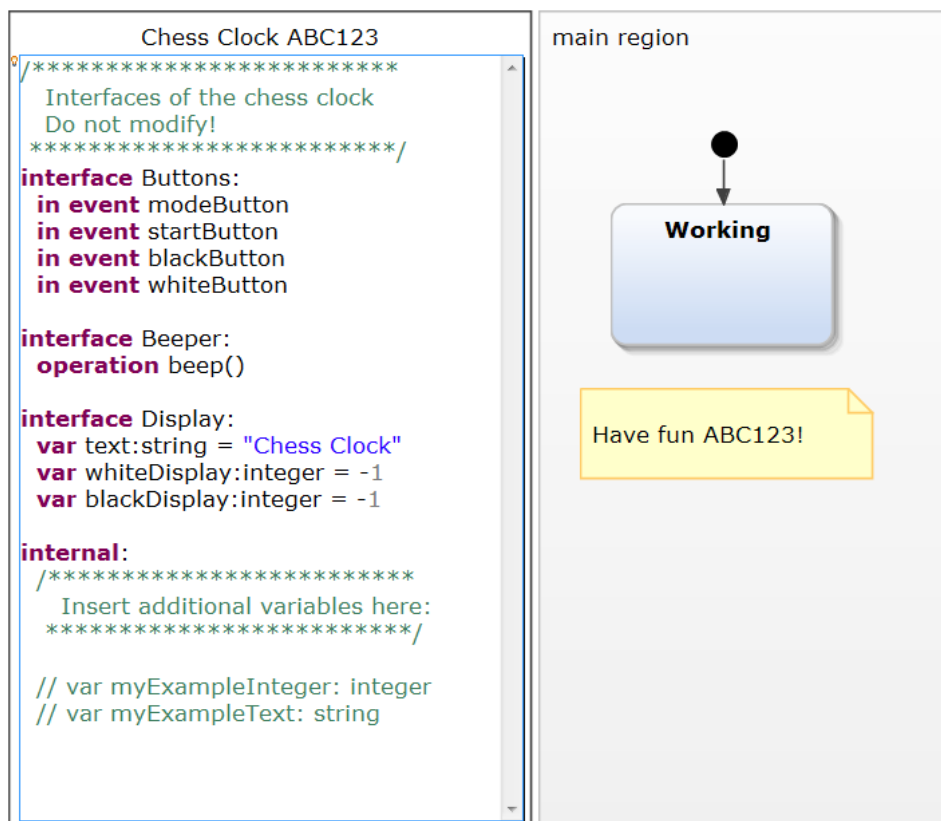 Chess Clock ABC123
/*************************
Interfaces of the chess clock
Do not modify!
*************************/
interface Buttons:
in event modeButton
in event startButton
in event blackButton
in event whiteButton
interface Beeper:
operation beep()
interface Display:
var text:string = "Chess Clock"
var whiteDisplay:integer = -1
var blackDisplay:integer = -1
internal:
/*************************
Insert additional variables here:
*************************/
// var myExampleInteger: integer
// var myExampleText: string
main region
Working
Have fun ABC123!